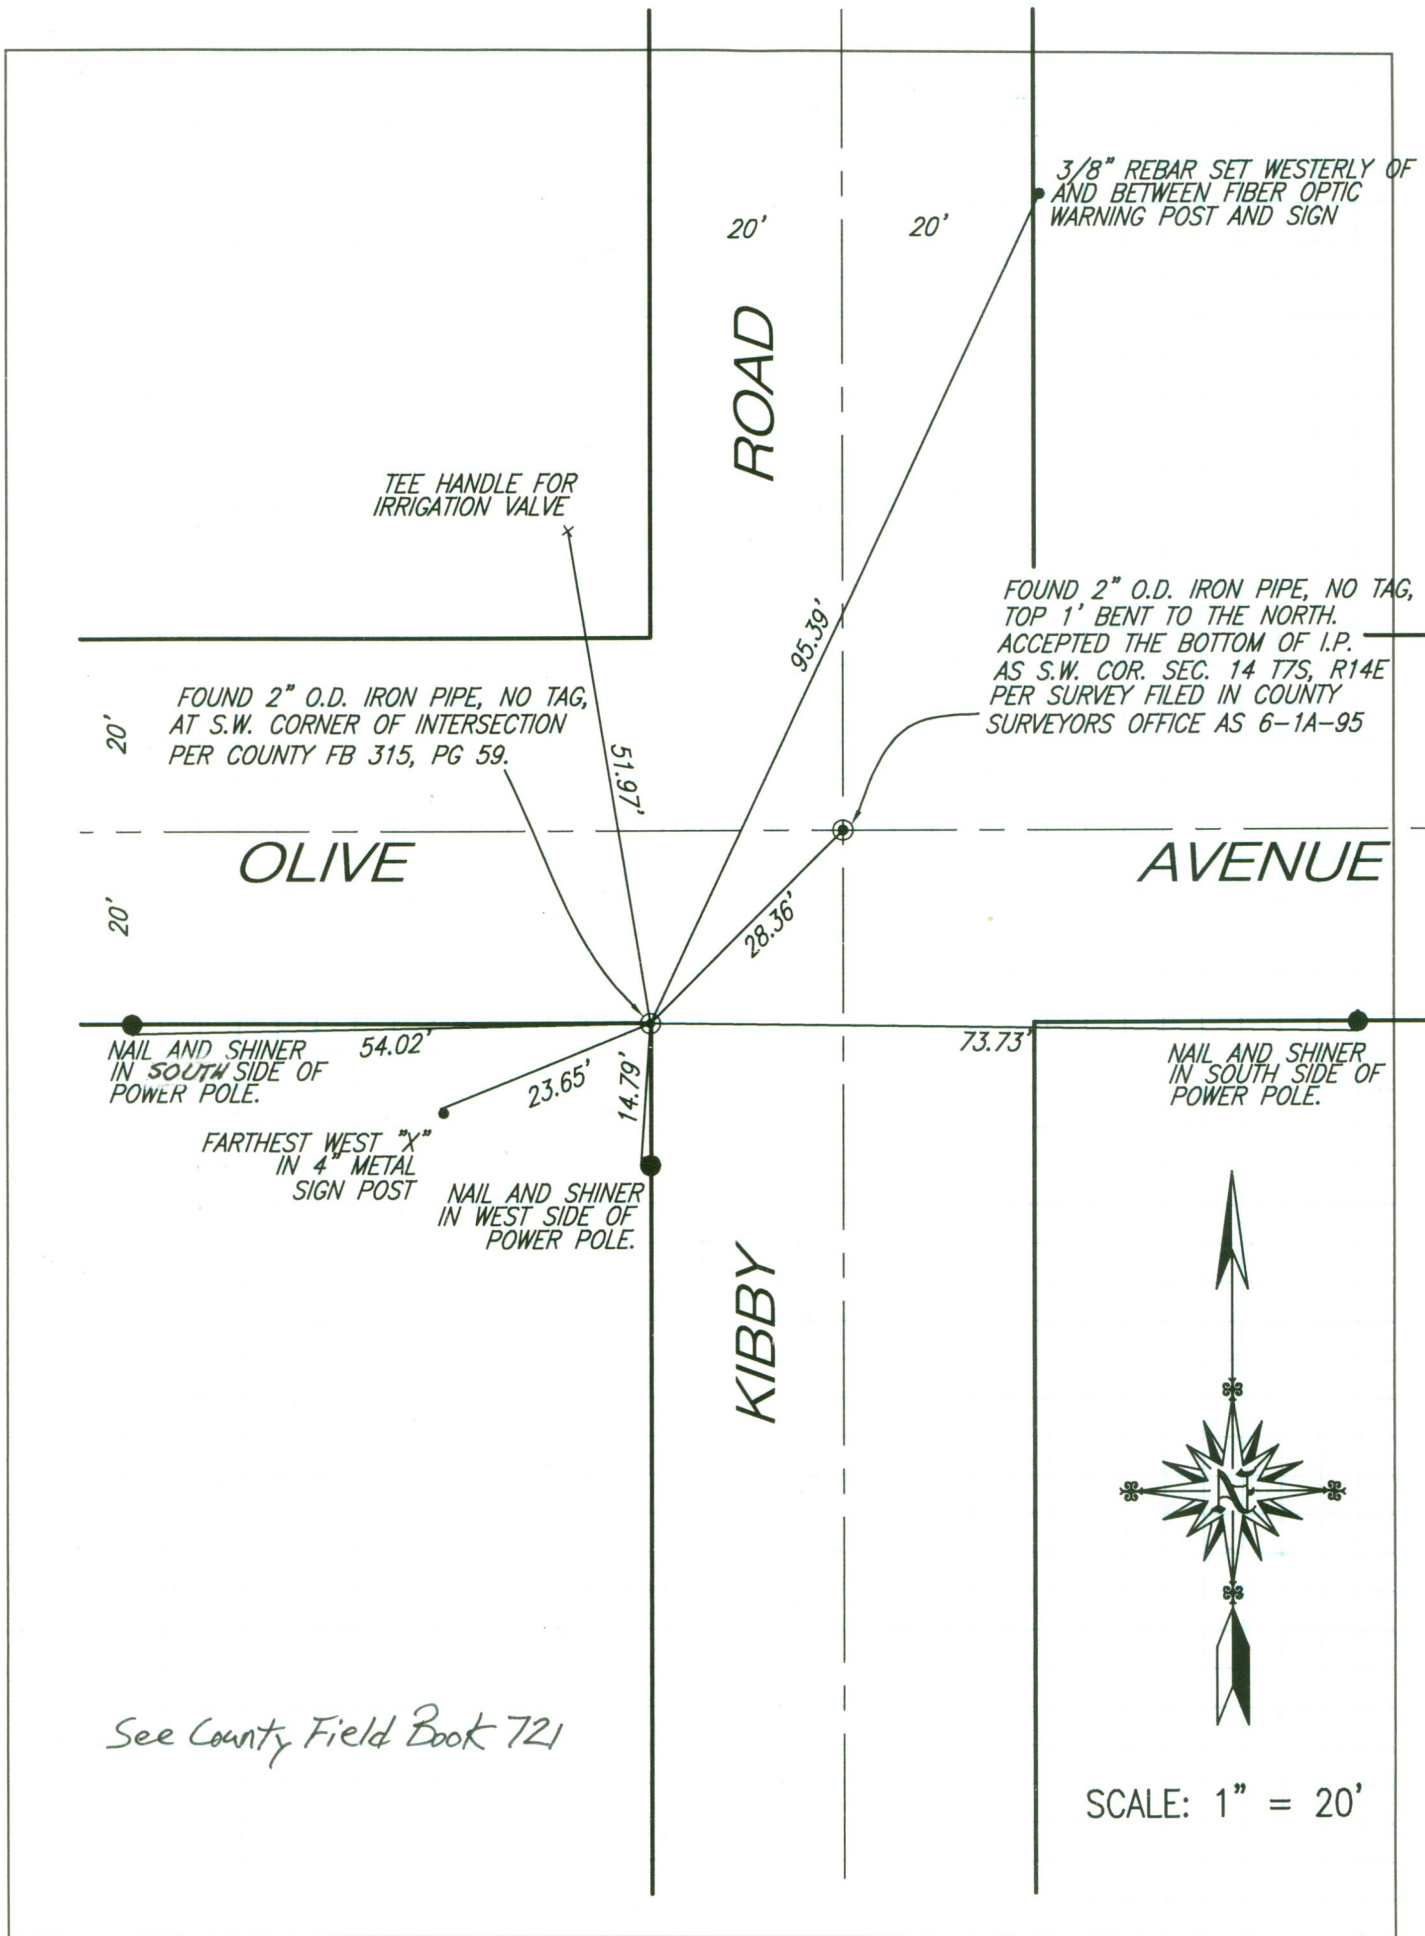 3/8" REBAR SET WESTERLY OF
AND BETWEEN FIBER OPTIC
WARNING POST AND SIGN
20'
20'
ROAD
TEE HANDLE FOR
IRRIGATION VALVE
95.39'
FOUND 2" O.D. IRON PIPE, NO TAG,
TOP 1' BENT TO THE NORTH.
ACCEPTED THE BOTTOM OF I.P.
AS S.W. COR. SEC. 14 T7S, R14E
PER SURVEY FILED IN COUNTY
SURVEYORS OFFICE AS 6-1A-95
FOUND 2" O.D. IRON PIPE, NO TAG,
AT S.W. CORNER OF INTERSECTION
PER COUNTY FB 315, PG 59.
20'
51.97'
OLIVE
AVENUE
20'
28.36'
54.02'
73.73'
NAIL AND SHINER
IN SOUTH SIDE OF
POWER POLE.
23.65'
14.79'
NAIL AND SHINER
IN SOUTH SIDE OF
POWER POLE.
FARTHEST WEST "X"
IN 4" METAL
SIGN POST
NAIL AND SHINER
IN WEST SIDE OF
POWER POLE.
KIBBY
N
See County Field Book 721
SCALE: 1" = 20'